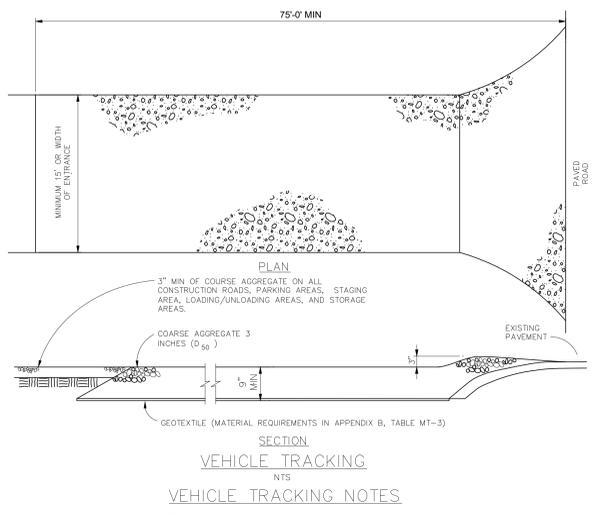 75'-0' MIN
MINIMUM 15' OR WIDTH
OF ENTRANCE
PAVED
ROAD
PLAN
3" MIN OF COURSE AGGREGATE ON ALL
CONSTRUCTION ROADS, PARKING AREAS, STAGING
AREA, LOADING/UNLOADING AREAS, AND STORAGE
AREAS.
COARSE AGGREGATE 3
INCHES (D50)
EXISTING
PAVEMENT
3"
9"
MIN
GEOTEXTILE (MATERIAL REQUIREMENTS IN APPENDIX B, TABLE MT-3)
SECTION
VEHICLE TRACKING
NTS
VEHICLE TRACKING NOTES